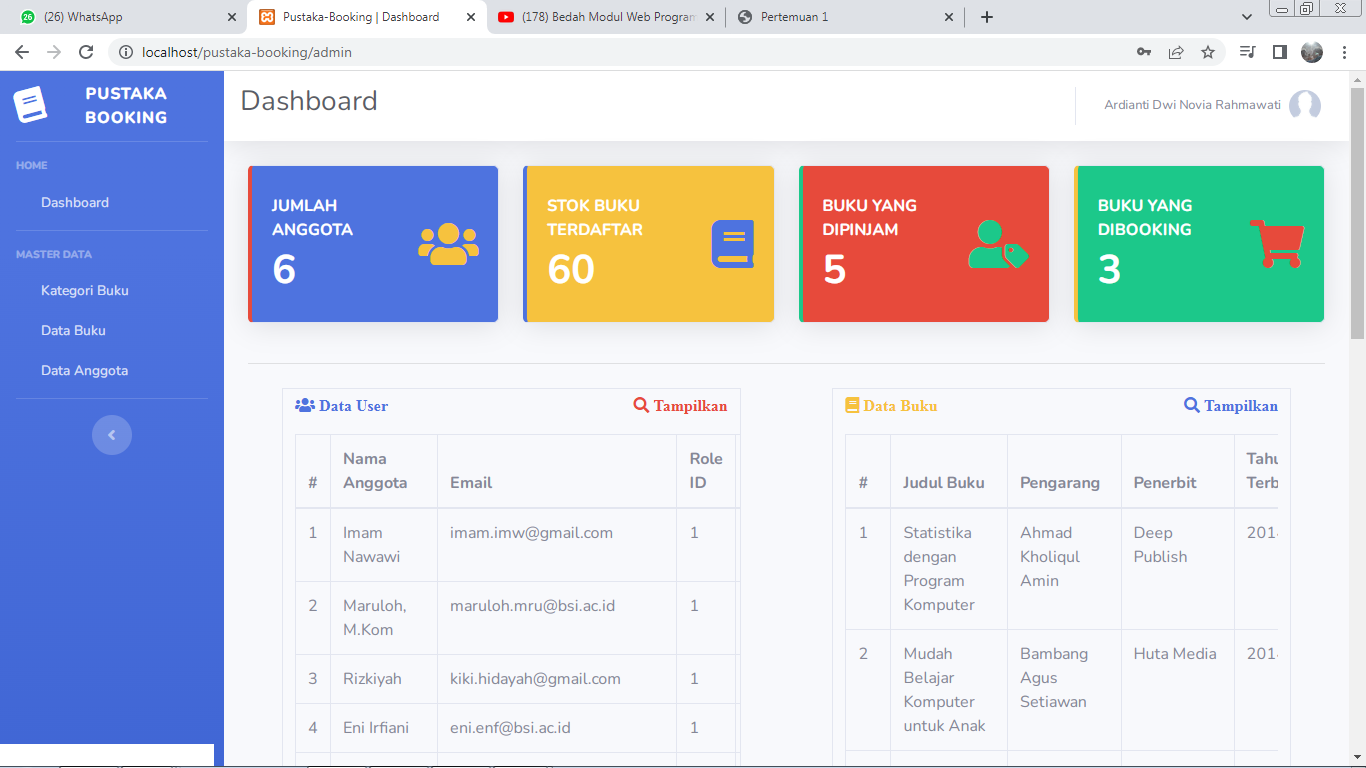 26
(26) WhatsApp
Pustaka-Booking | Dashboard
(178) Bedah Modul Web Program
Pertemuan 1
localhost/pustaka-booking/admin
PUSTAKA
BOOKING
HOME
Dashboard
MASTER DATA
Kategori Buku
Data Buku
Data Anggota
Dashboard
Ardianti Dwi Novia Rahmawati
JUMLAH
ANGGOTA
6
STOK BUKU
TERDAFTAR
60
BUKU YANG
DIPINJAM
5
BUKU YANG
DIBOOKING
3
Data User
Tampilkan
# Nama Anggota Email Role ID
1 Imam Nawawi imam.imw@gmail.com 1
2 Maruloh, M.Kom maruloh.mru@bsi.ac.id 1
3 Rizkiyah kiki.hidayah@gmail.com 1
4 Eni Irfiani eni.enf@bsi.ac.id 1
Data Buku
Tampilkan
# Judul Buku Pengarang Penerbit
1 Statistika dengan Program Komputer Ahmad Kholiqul Amin Deep Publish
2 Mudah Belajar Komputer untuk Anak Bambang Agus Setiawan Huta Media